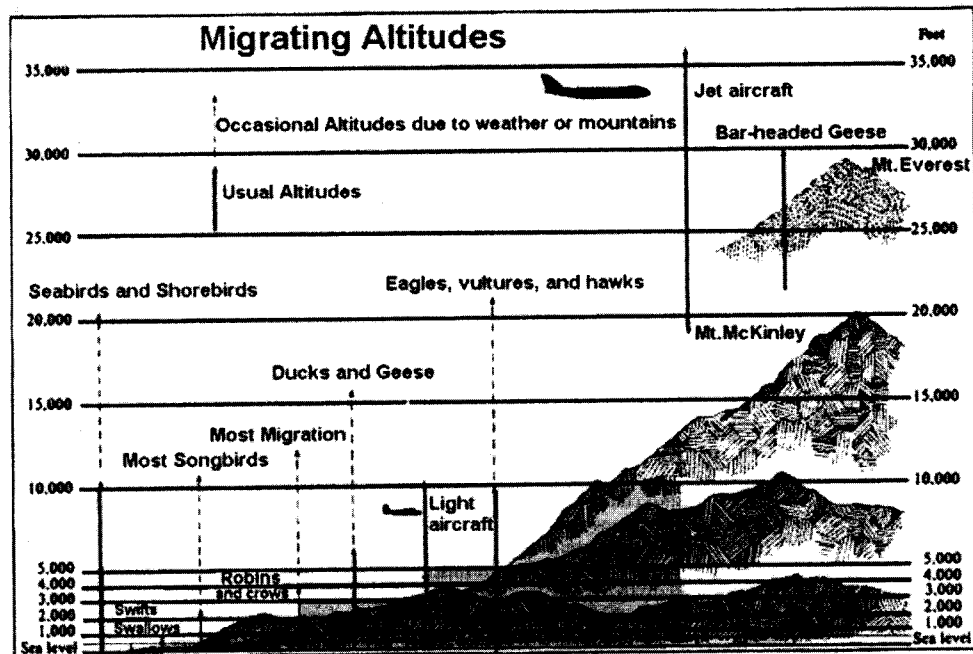 Migrating Altitudes
Feet
35,000
35,000
Jet aircraft
Occasional Altitudes due to weather or mountains
Bar-headed Geese
30,000
30,000
Mt.Everest
Usual Altitudes
25,000
25,000
Eagles, vultures, and hawks
Seabirds and Shorebirds
20,000
20,000
Mt.McKinley
Ducks and Geese
15,000
15,000
Most Migration
Most Songbirds
10,000
10,000
Light
aircraft
5,000
5,000
Robins
4,000
4,000
and crows
3,000
3,000
Swifts
2,000
2,000
Swallows
1,000
1,000
Sea level
Sea level